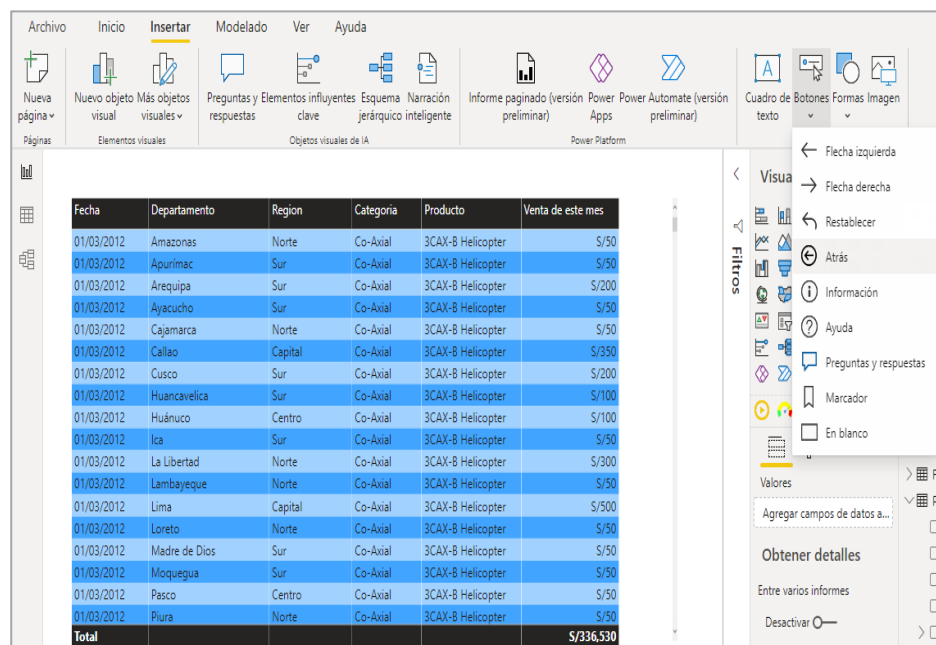 Archivo Inicio Insertar Modelado Ver Ayuda
Nueva página
Nuevo objeto visual
Más objetos visuales
Preguntas y respuestas
Elementos influyentes clave
Esquema jerárquico
Narración inteligente
Informe paginado (versión preliminar)
Power Apps
Power Automate (versión preliminar)
Cuadro de texto
Botones
Formas
Imagen
Páginas
Elementos visuales
Objetos visuales de IA
Power Platform
Fecha Departamento Region Categoria Producto Venta de este mes
01/03/2012 Amazonas Norte Co-Axial 3CAX-B Helicopter S/50
01/03/2012 Apurímac Sur Co-Axial 3CAX-B Helicopter S/50
01/03/2012 Arequipa Sur Co-Axial 3CAX-B Helicopter S/200
01/03/2012 Ayacucho Sur Co-Axial 3CAX-B Helicopter S/50
01/03/2012 Cajamarca Norte Co-Axial 3CAX-B Helicopter S/50
01/03/2012 Callao Capital Co-Axial 3CAX-B Helicopter S/350
01/03/2012 Cusco Sur Co-Axial 3CAX-B Helicopter S/200
01/03/2012 Huancavelica Sur Co-Axial 3CAX-B Helicopter S/100
01/03/2012 Huánuco Centro Co-Axial 3CAX-B Helicopter S/100
01/03/2012 Ica Sur Co-Axial 3CAX-B Helicopter S/50
01/03/2012 La Libertad Norte Co-Axial 3CAX-B Helicopter S/300
01/03/2012 Lambayeque Norte Co-Axial 3CAX-B Helicopter S/50
01/03/2012 Lima Capital Co-Axial 3CAX-B Helicopter S/500
01/03/2012 Loreto Norte Co-Axial 3CAX-B Helicopter S/50
01/03/2012 Madre de Dios Sur Co-Axial 3CAX-B Helicopter S/50
01/03/2012 Moquegua Sur Co-Axial 3CAX-B Helicopter S/50
01/03/2012 Pasco Centro Co-Axial 3CAX-B Helicopter S/50
01/03/2012 Piura Norte Co-Axial 3CAX-B Helicopter S/50
Total S/336,530
Filtros
Visua
Flecha izquierda
Flecha derecha
Restablecer
Atrás
Información
Ayuda
Preguntas y respuestas
Marcador
En blanco
Valores
Agregar campos de datos a...
Obtener detalles
Entre varios informes
Desactivar